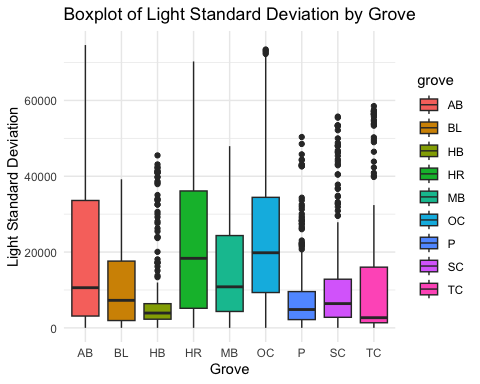 Boxplot of Light Standard Deviation by Grove
Light Standard Deviation
60000
40000
20000
0
AB BL HB HR MB OC P SC TC
Grove
grove
AB
BL
HB
HR
MB
OC
P
SC
TC